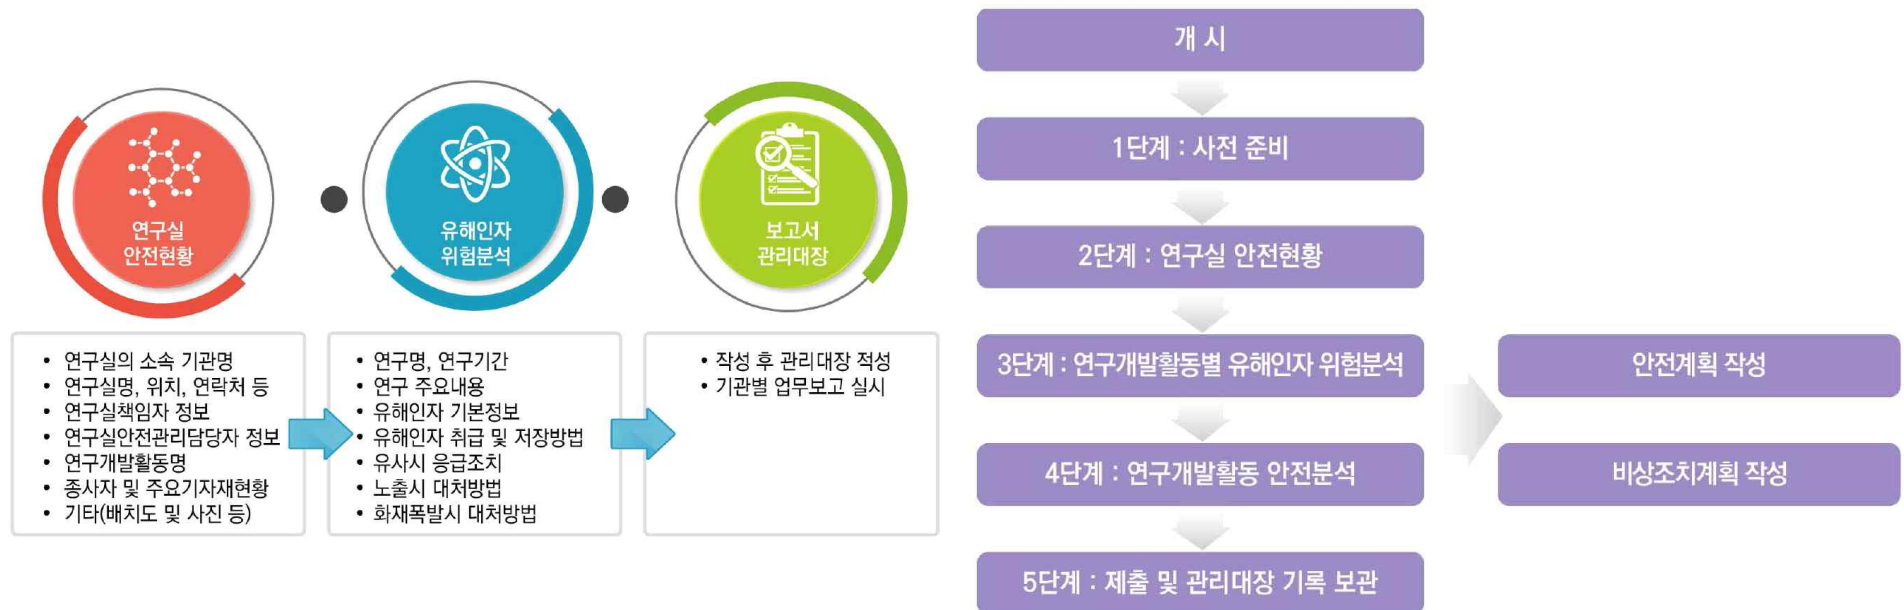 연구실
안전현황
유해인자
위험분석
보고서
관리대장
• 연구실의 소속 기관명
• 연구실명, 위치, 연락처 등
• 연구실책임자 정보
• 연구실안전관리담당자 정보
• 연구개발활동명
• 종사자 및 주요기자재현황
• 기타(배치도 및 사진 등)
• 연구명, 연구기간
• 연구 주요내용
• 유해인자 기본정보
• 유해인자 취급 및 저장방법
• 유사시 응급조치
• 노출시 대처방법
• 화재폭발시 대처방법
• 작성 후 관리대장 적성
• 기관별 업무보고 실시
개 시
1단계 : 사전 준비
2단계 : 연구실 안전현황
3단계 : 연구개발활동별 유해인자 위험분석
4단계 : 연구개발활동 안전분석
5단계 : 제출 및 관리대장 기록 보관
안전계획 작성
비상조치계획 작성